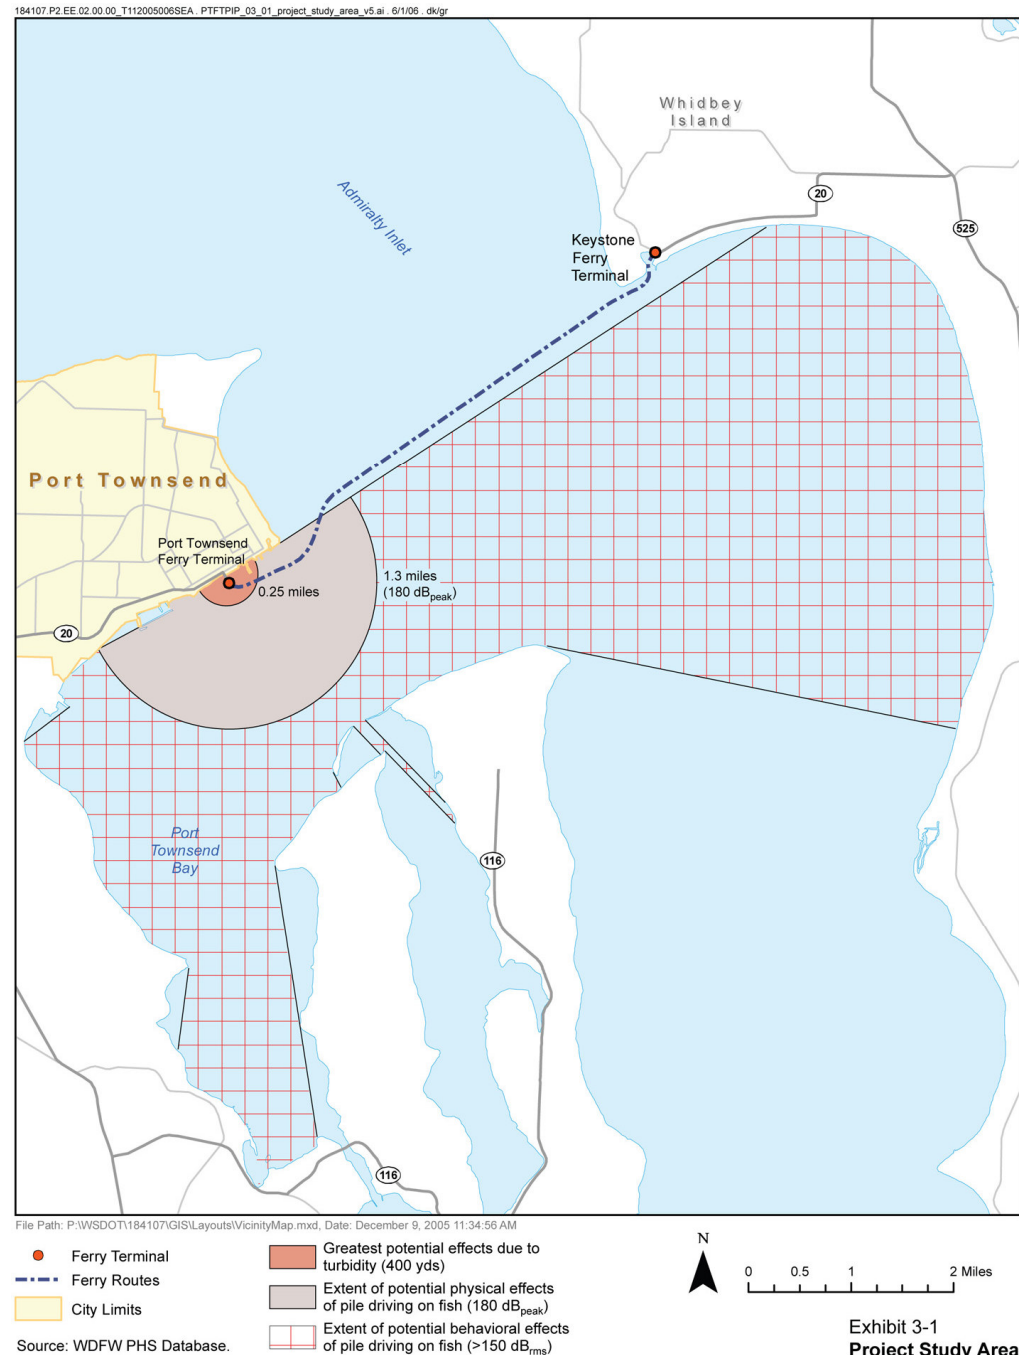 184107.P2.EE.02.00.00_T112005006SEA . PTFTPIP_03_01_project_study_area_v5.ai . 6/1/06 . dk/gr
Whidbey
Island
20
525
Admiralty Inlet
Keystone
Ferry
Terminal
Port Townsend
Port Townsend
Ferry Terminal
0.25 miles
1.3 miles
(180 dBpeak)
20
Port
Townsend
Bay
116
116
File Path: P:\WSDOT\184107\GIS\Layouts\VicinityMap.mxd, Date: December 9, 2005 11:34:56 AM
Ferry Terminal
Ferry Routes
City Limits
Source: WDFW PHS Database.
Greatest potential effects due to
turbidity (400 yds)
Extent of potential physical effects
of pile driving on fish (180 dBpeak)
Extent of potential behavioral effects
of pile driving on fish (>150 dBrms)
N
0 0.5 1 2 Miles
Exhibit 3-1
Project Study Area